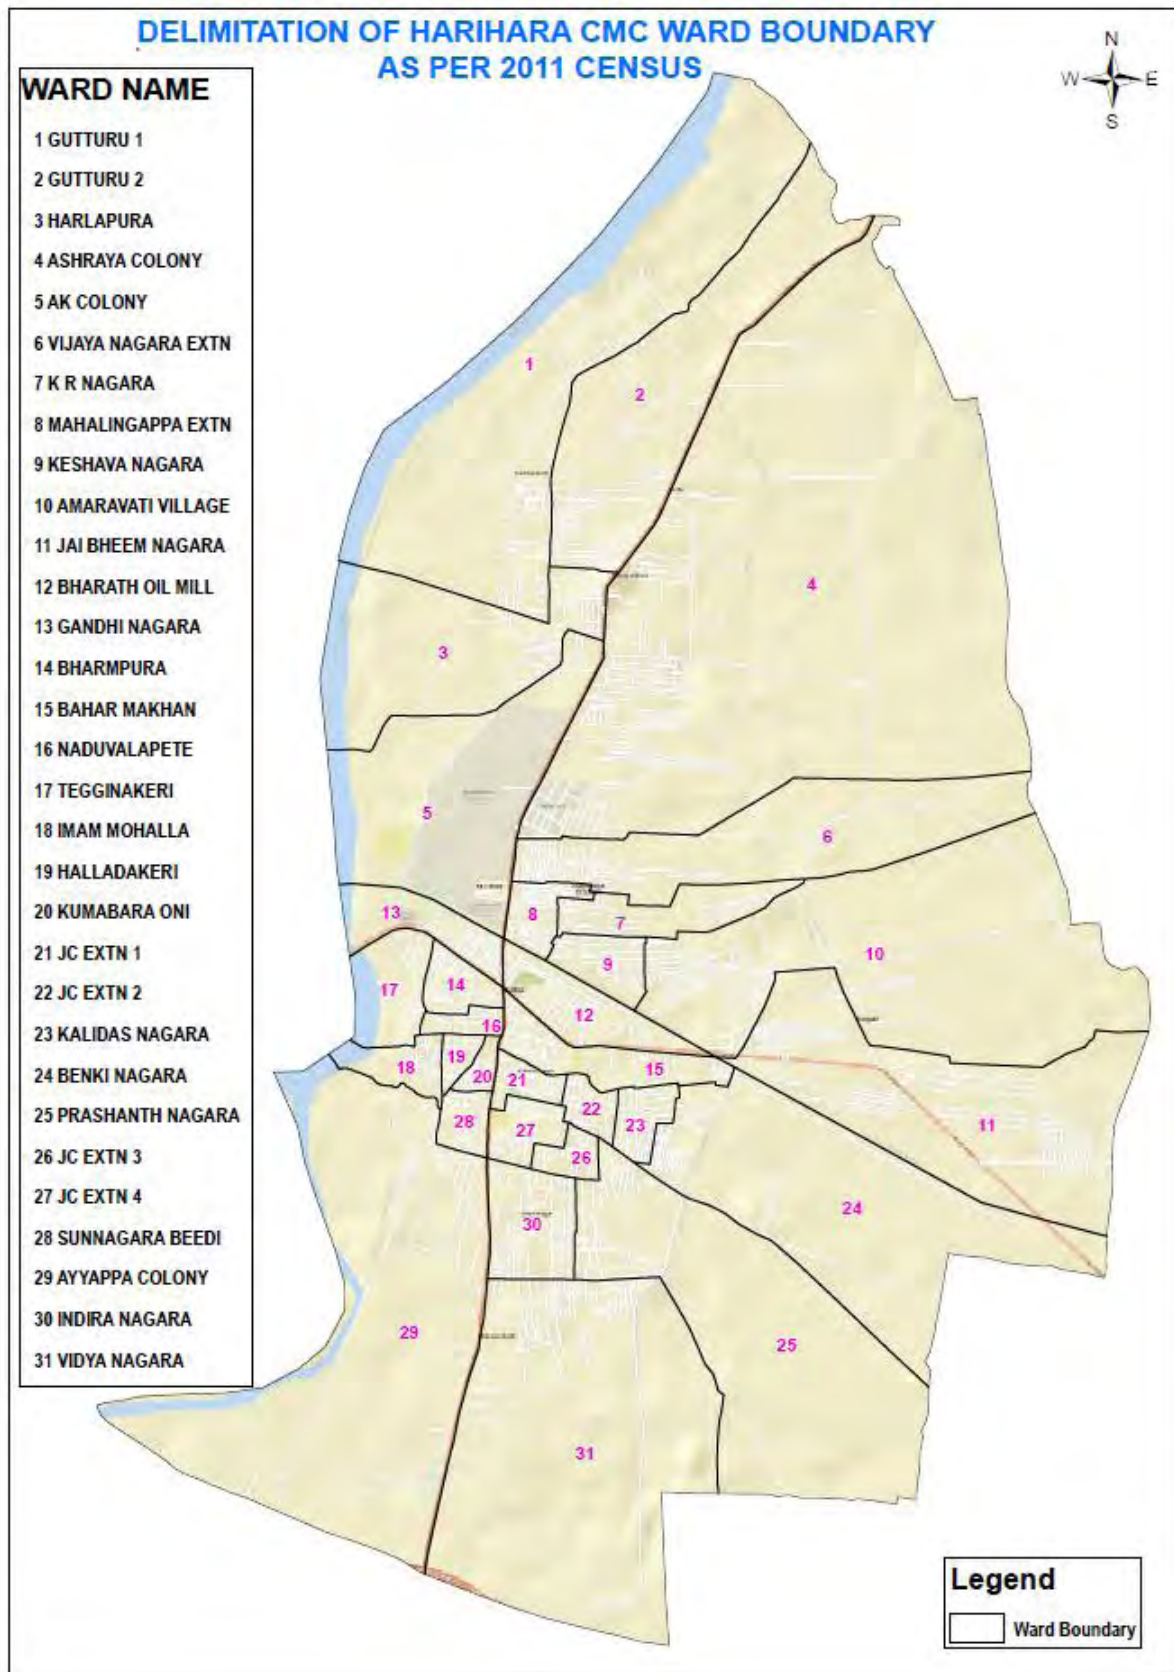 DELIMITATION OF HARIHARA CMC WARD BOUNDARY
AS PER 2011 CENSUS
N
W E
S
WARD NAME
1 GUTTURU 1
2 GUTTURU 2
3 HARLAPURA
4 ASHRAYA COLONY
5 AK COLONY
6 VIJAYA NAGARA EXTN
7 K R NAGARA
8 MAHALINGAPPA EXTN
9 KESHAVA NAGARA
10 AMARAVATI VILLAGE
11 JAI BHEEM NAGARA
12 BHARATH OIL MILL
13 GANDHI NAGARA
14 BHARMPURA
15 BAHAR MAKHAN
16 NADUVALAPETE
17 TEGGINAKERI
18 IMAM MOHALLA
19 HALLADAKERI
20 KUMABARA ONI
21 JC EXTN 1
22 JC EXTN 2
23 KALIDAS NAGARA
24 BENKI NAGARA
25 PRASHANTH NAGARA
26 JC EXTN 3
27 JC EXTN 4
28 SUNNAGARA BEEDI
29 AYYAPPA COLONY
30 INDIRA NAGARA
31 VIDYA NAGARA
1
2
4
3
5
6
13
8
7
9
10
14
17
12
16
19
18
20
21
15
22
28
27
23
11
26
24
30
29
25
31
Legend
Ward Boundary